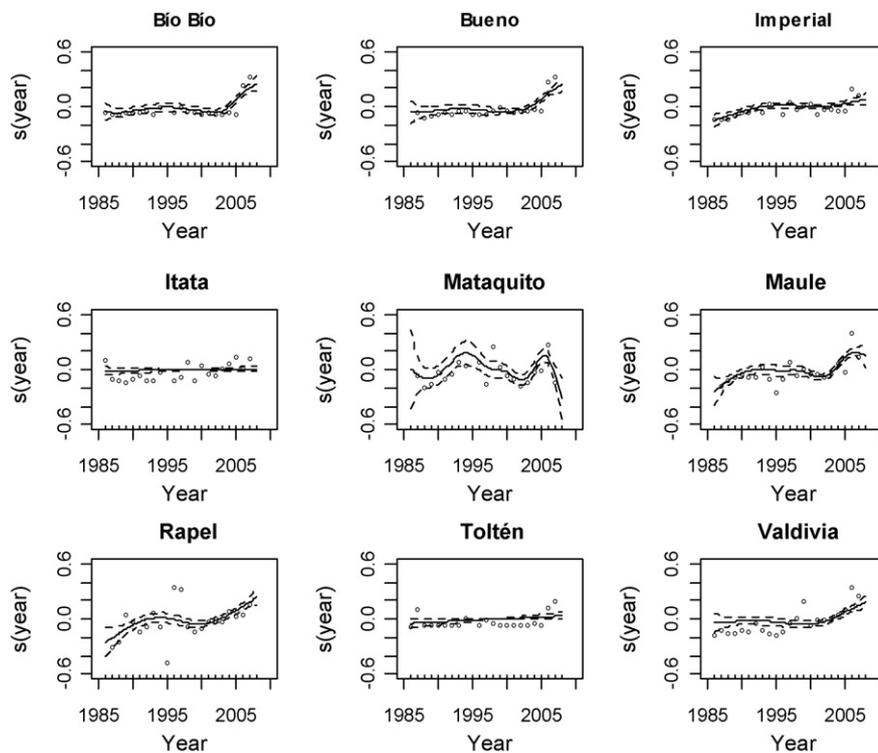 Bío Bío
s(year)
-0.6 0.0 0.6
1985 1995 2005
Year
Bueno
s(year)
-0.6 0.0 0.6
1985 1995 2005
Year
Imperial
s(year)
-0.6 0.0 0.6
1985 1995 2005
Year
Itata
s(year)
-0.6 0.0 0.6
1985 1995 2005
Year
Mataquito
s(year)
-0.6 0.0 0.6
1985 1995 2005
Year
Maule
s(year)
-0.6 0.0 0.6
1985 1995 2005
Year
Rapel
s(year)
-0.6 0.0 0.6
1985 1995 2005
Year
Toltén
s(year)
-0.6 0.0 0.6
1985 1995 2005
Year
Valdivia
s(year)
-0.6 0.0 0.6
1985 1995 2005
Year